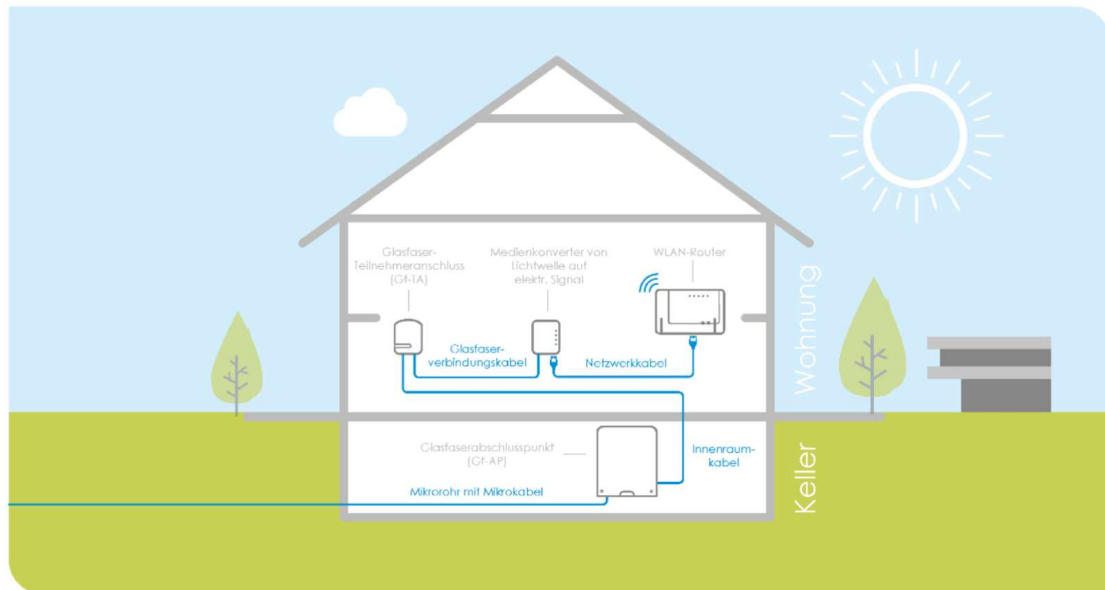 Glasfaser-
Teilnehmeranschluss
(Gf-TA)
Medienkonverter von
Lichtwelle auf
elektr. Signal
WLAN-Router
Glasfaser-
verbindungskabel
Netzwerkkabel
Wohnung
Glasfaserabschlusspunkt
(Gf-AP)
Innenraum-
kabel
Mikrorohr mit Mikrokabel
Keller